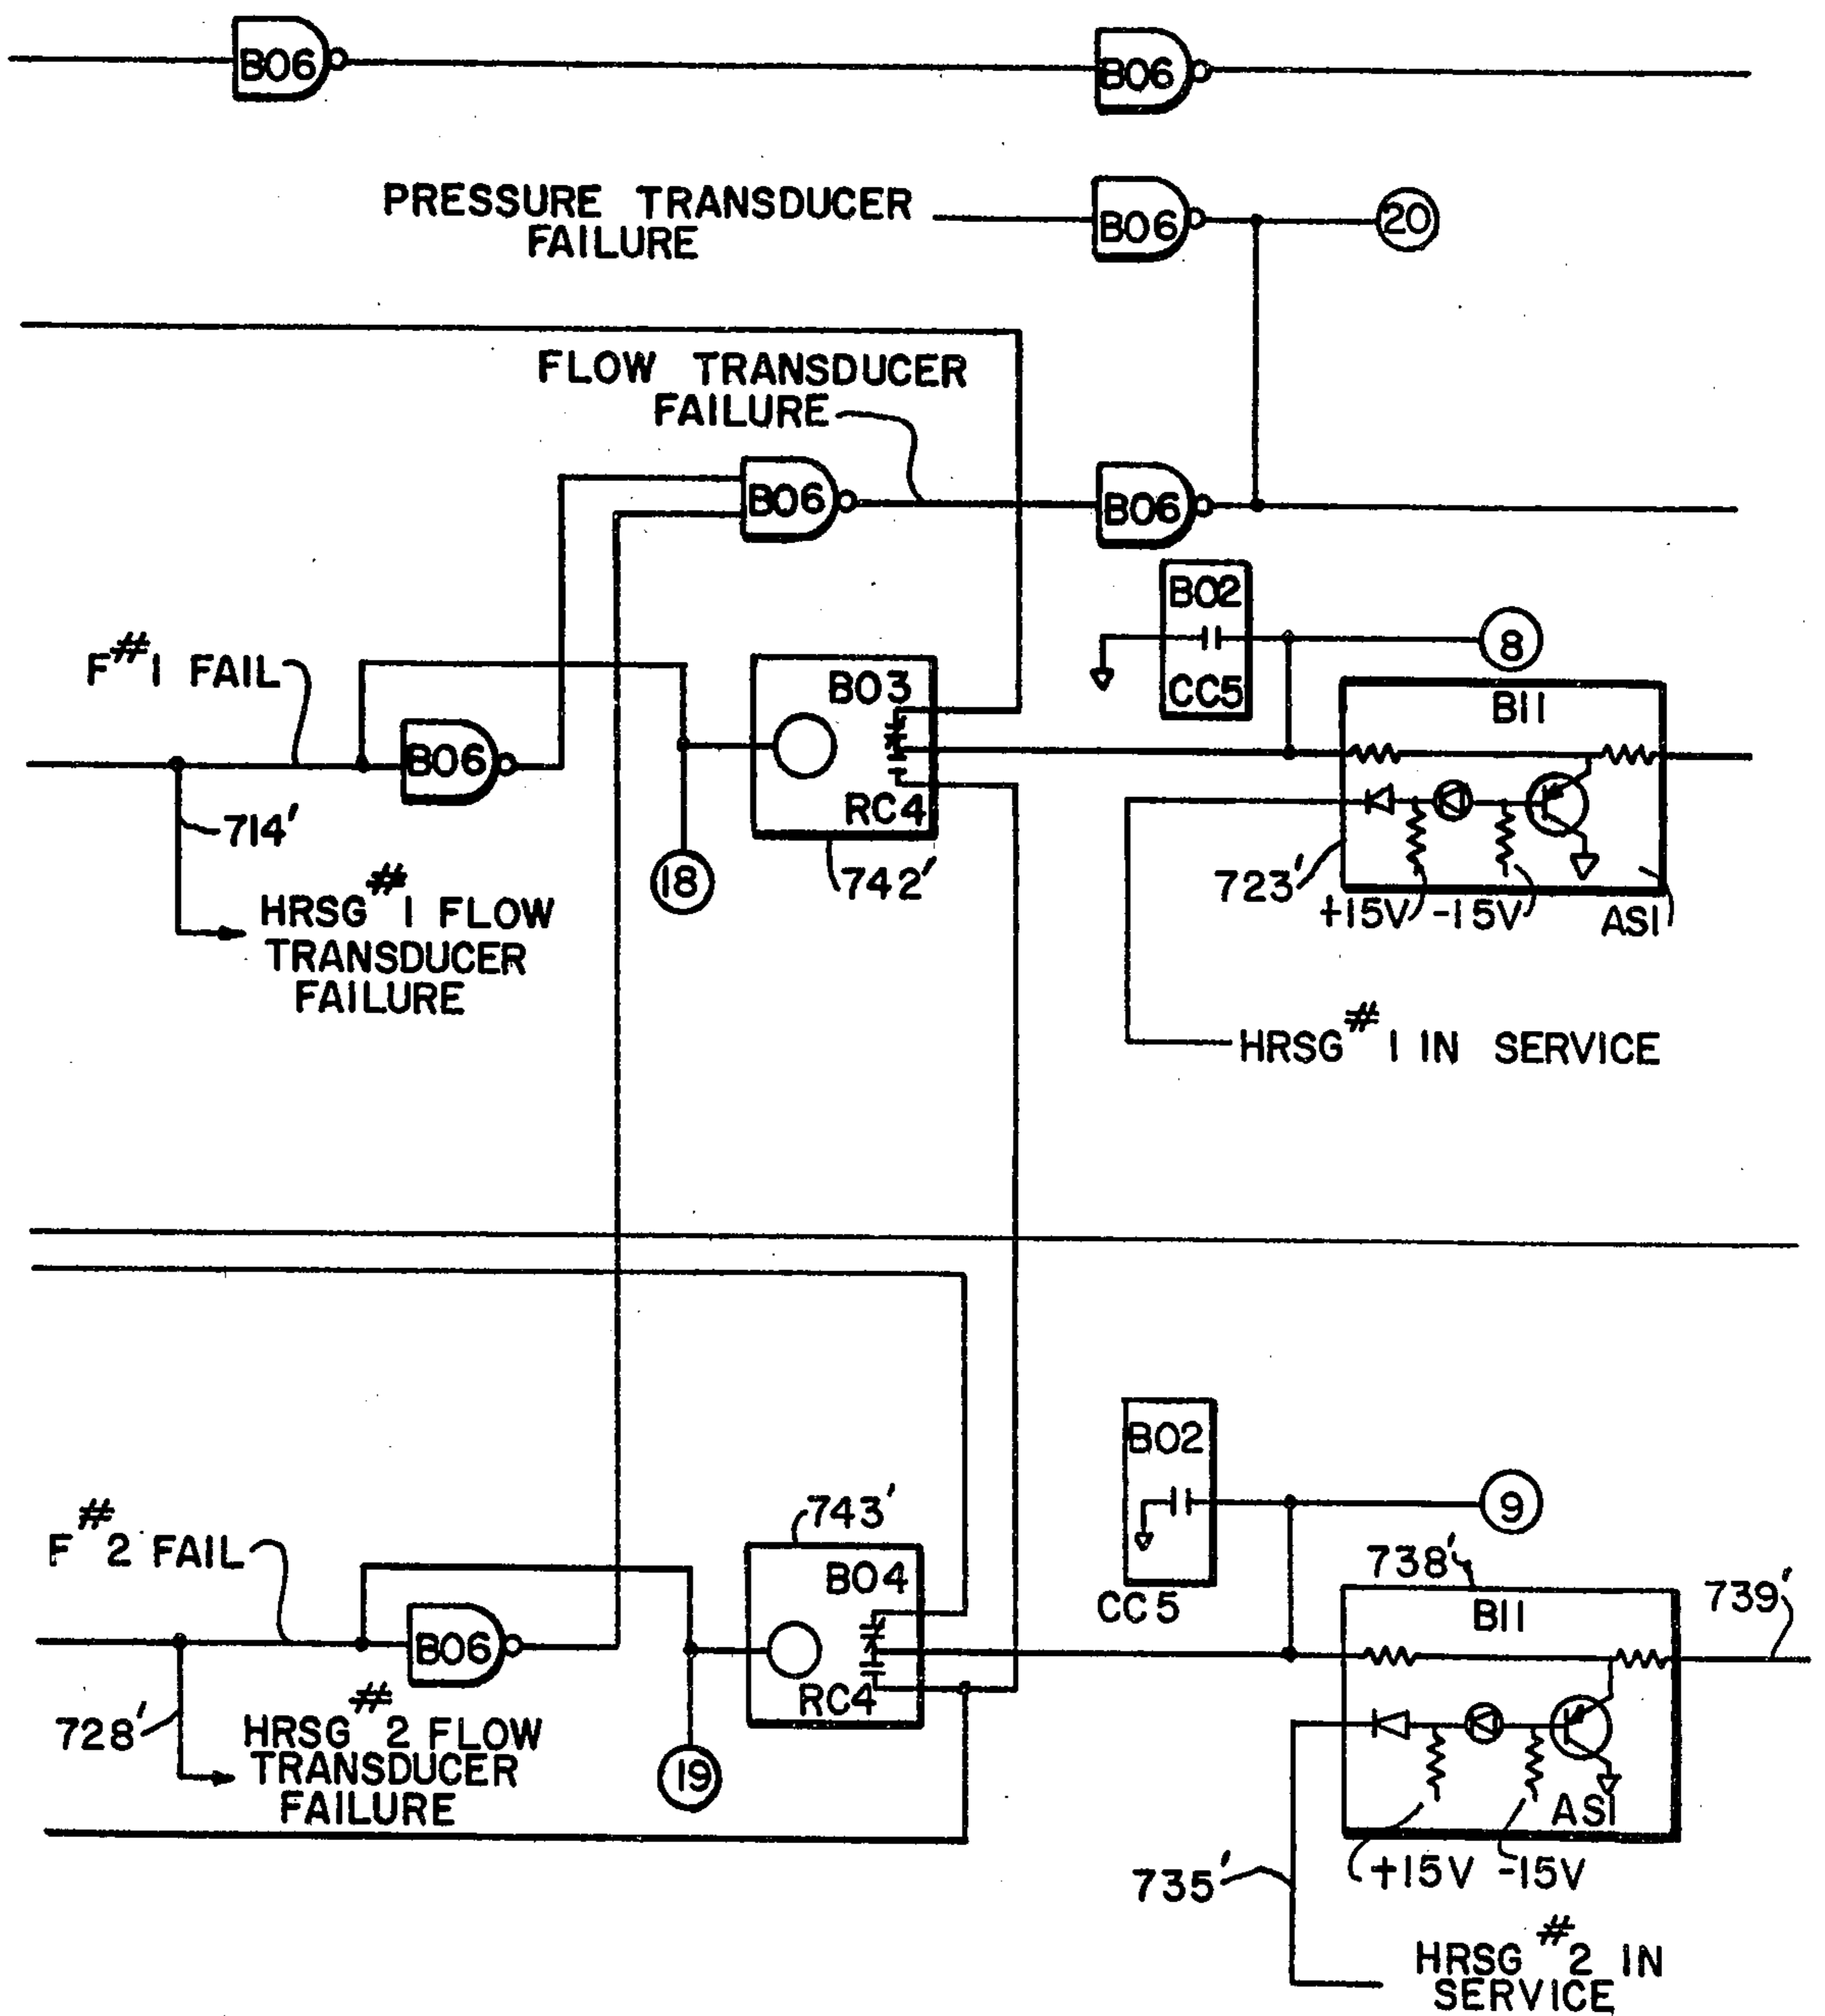 B06
B06
PRESSURE TRANSDUCER
FAILURE
B06
20
FLOW TRANSDUCER
FAILURE
B06
B06
B02
CC5
8
F#1 FAIL
B06
B03
RC4
B11
714'
18
742'
723'
+15V
-15V
AS1
HRSG #1 FLOW
TRANSDUCER
FAILURE
HRSG #1 IN SERVICE
B02
CC5
9
F#2 FAIL
B06
743'
B04
RC4
738'
B11
739'
728'
HRSG #2 FLOW
TRANSDUCER
FAILURE
19
AS1
+15V
-15V
735'
HRSG #2 IN
SERVICE